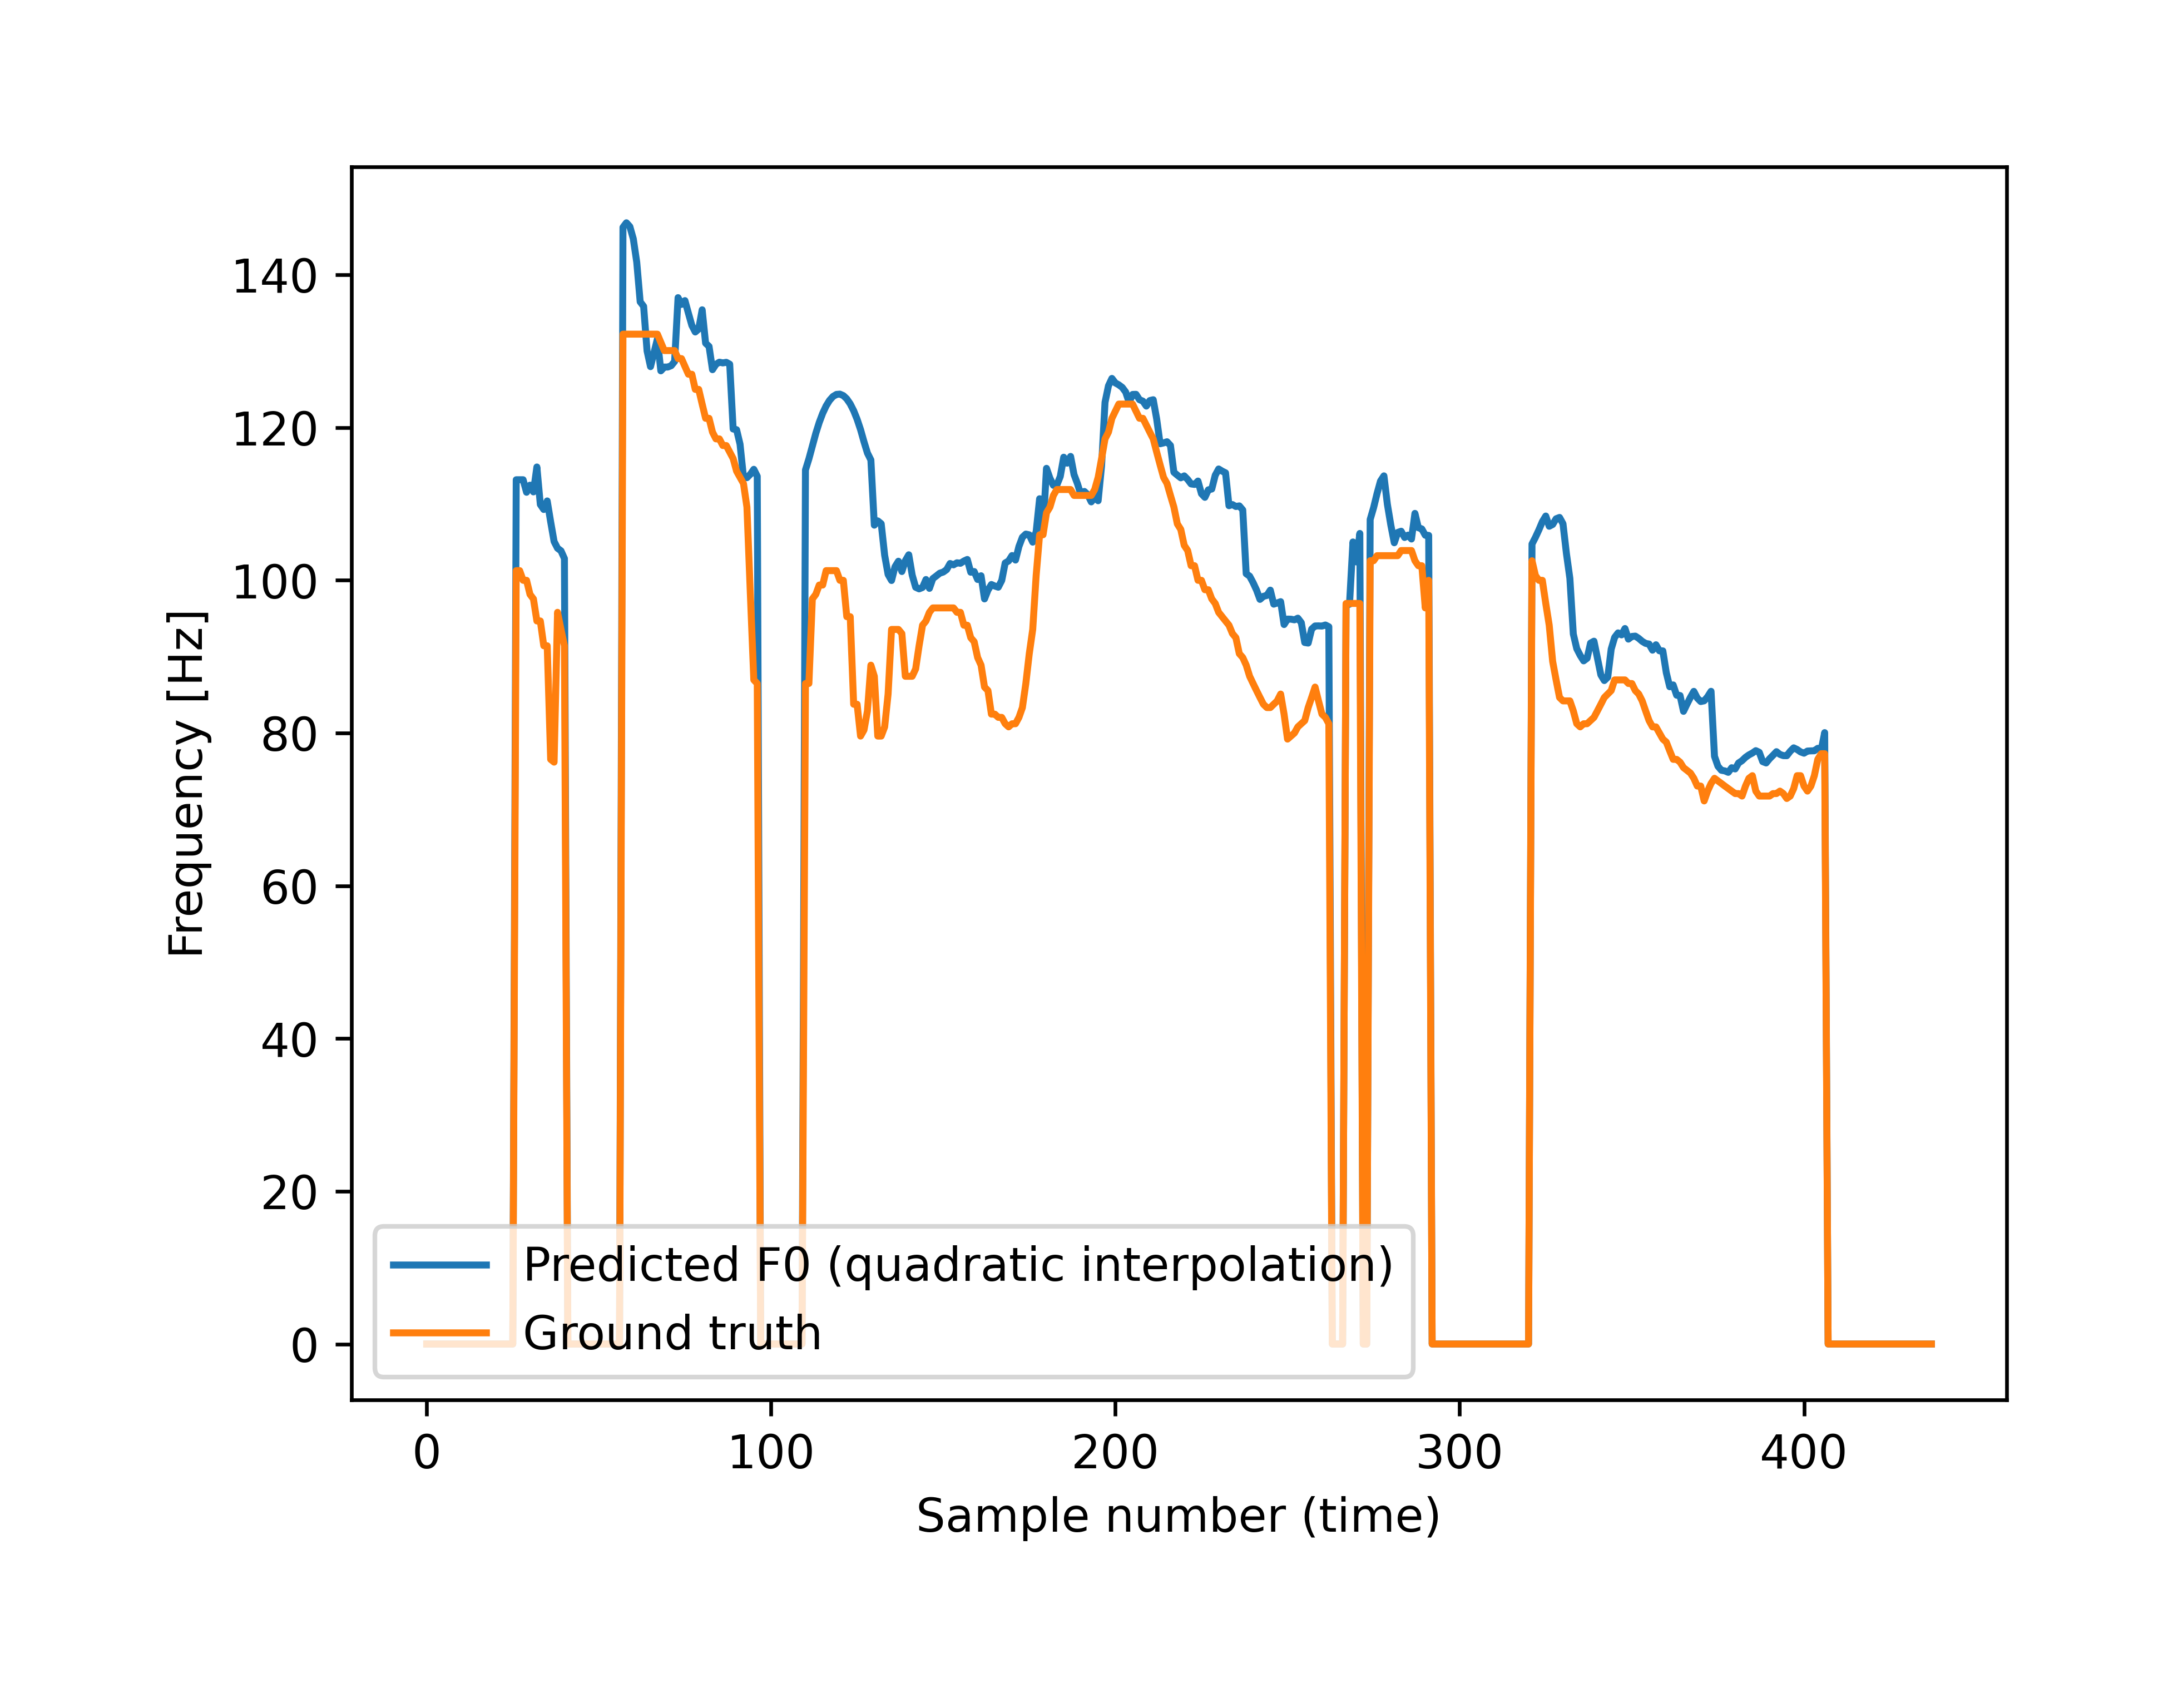 140
120
100
80
60
40
20
0
Frequency [Hz]
Predicted F0 (quadratic interpolation)
Ground truth
0 100 200 300 400
Sample number (time)